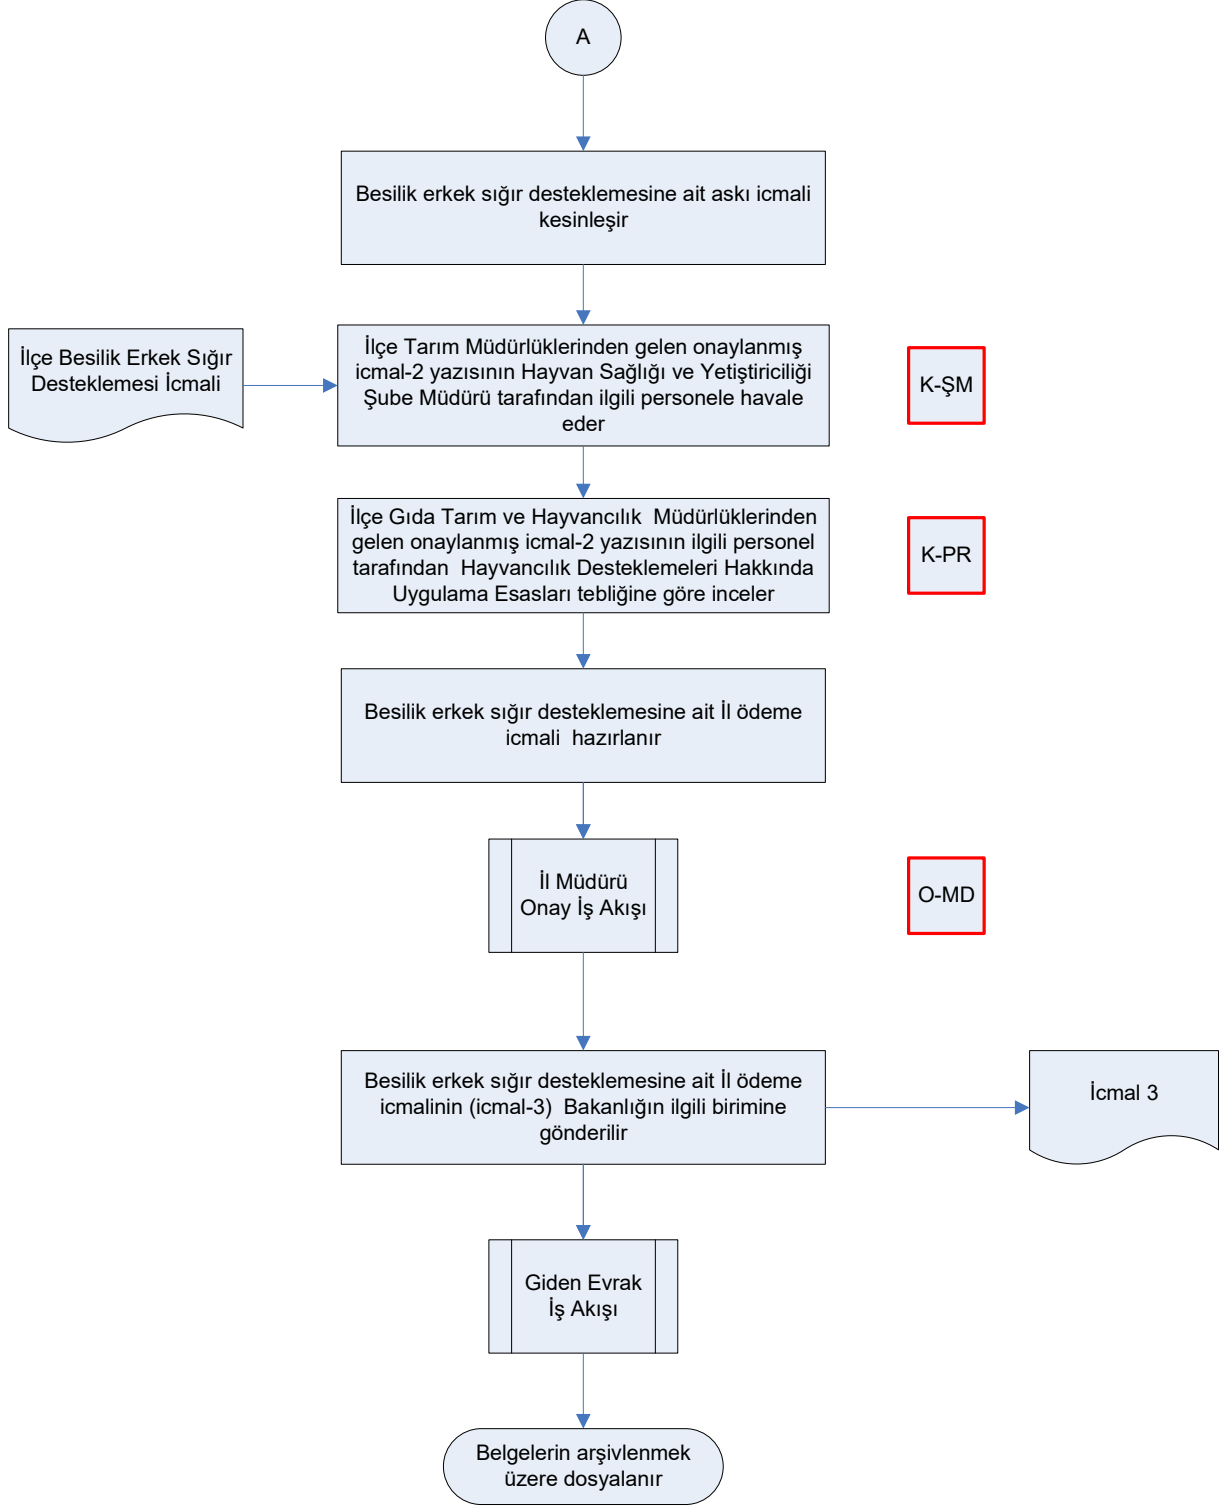 A
Besilik erkek sığır desteklemesine ait askı icmali
kesinleşir
İlçe Besilik Erkek Sığır
Desteklemesi İcmali
İlçe Tarım Müdürlüklerinden gelen onaylanmış
icmal-2 yazısının Hayvan Sağlığı ve Yetiştiriciliği
Şube Müdürü tarafından ilgili personele havale
eder
K-ŞM
İlçe Gıda Tarım ve Hayvancılık  Müdürlüklerinden
gelen onaylanmış icmal-2 yazısının ilgili personel
tarafından  Hayvancılık Desteklemeleri Hakkında
Uygulama Esasları tebliğine göre inceler
K-PR
Besilik erkek sığır desteklemesine ait İl ödeme
icmali  hazırlanır
İl Müdürü
Onay İş Akışı
O-MD
Besilik erkek sığır desteklemesine ait İl ödeme
icmalinin (icmal-3)  Bakanlığın ilgili birimine
gönderilir
İcmal 3
Giden Evrak
İş Akışı
Belgelerin arşivlenmek
üzere dosyalanır